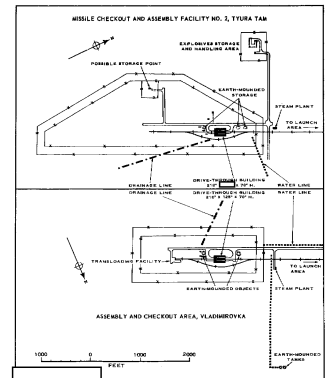 MISSILE CHECKOUT AND ASSEMBLY FACILITY NO. 2, TYURA TAM
EXPLOSIVES STORAGE
AND HANDLING AREA
POSSIBLE STORAGE POINT
EARTH-MOUNDED
STORAGE
STEAM PLANT
TO LAUNCH
AREA
DRIVE-THROUGH BUILDING
DRAINAGE LINE
WATER LINE
DRAINAGE LINE
DRIVE-THROUGH BUILDING
WATER LINE
TRANSLOADING FACILITY
TO LAUNCH
AREA
STEAM PLANT
EARTH-MOUNDED OBJECTS
ASSEMBLY AND CHECKOUT AREA, VLADIMIROVKA
EARTH-MOUNDED
TANKS
1000 0 1000 2000
FEET